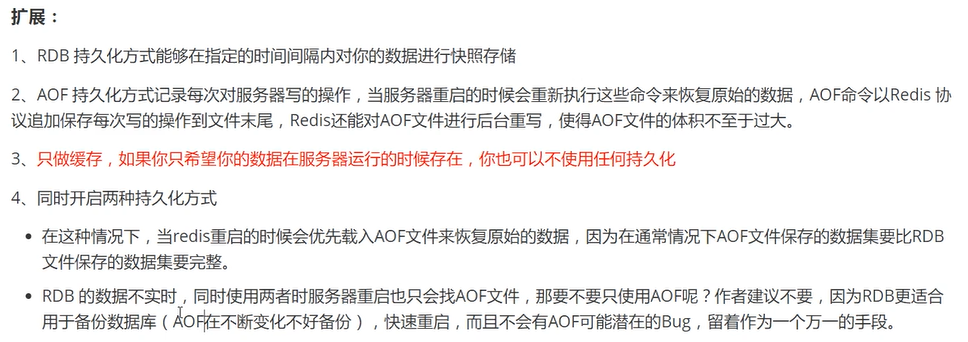 扩展：
1、RDB 持久化方式能够在指定的时间间隔内对你的数据进行快照存储
2、AOF 持久化方式记录每次对服务器写的操作，当服务器重启的时候会重新执行这些命令来恢复原始的数据，AOF命令以Redis 协
议追加保存每次写的操作到文件末尾，Redis还能对AOF文件进行后台重写，使得AOF文件的体积不至于过大。
3、只做缓存，如果你只希望你的数据在服务器运行的时候存在，你也可以不使用任何持久化
4、同时开启两种持久化方式
• 在这种情况下，当redis重启的时候会优先载入AOF文件来恢复原始的数据，因为在通常情况下AOF文件保存的数据集要比RDB
文件保存的数据集要完整。
• RDB 的数据不实时，同时使用两者时服务器重启也只会找AOF文件，那要不要只使用AOF呢？作者建议不要，因为RDB更适合
用于备份数据库（AOF在不断变化不好备份），快速重启，而且不会有AOF可能潜在的Bug，留着作为一个万一的手段。